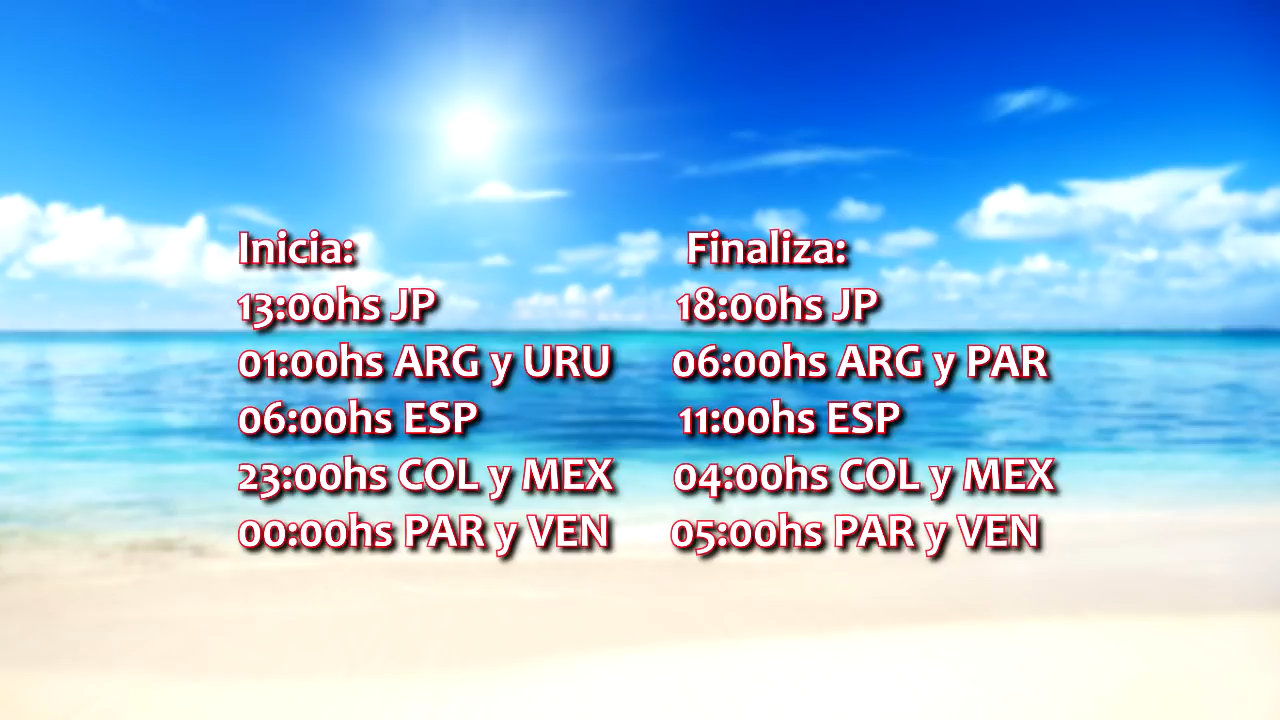 Inicia: Finaliza:
13:00hs JP 18:00hs JP
01:00hs ARG y URU 06:00hs ARG y PAR
06:00hs ESP 11:00hs ESP
23:00hs COL y MEX 04:00hs COL y MEX
00:00hs PAR y VEN 05:00hs PAR y VEN